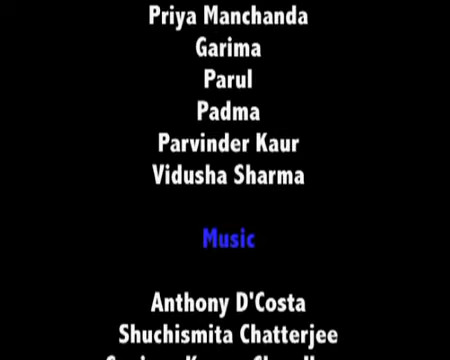 Priya Manchanda
Garima
Parul
Padma
Parvinder Kaur
Vidusha Sharma
Music
Anthony D'Costa
Shuchismita Chatterjee